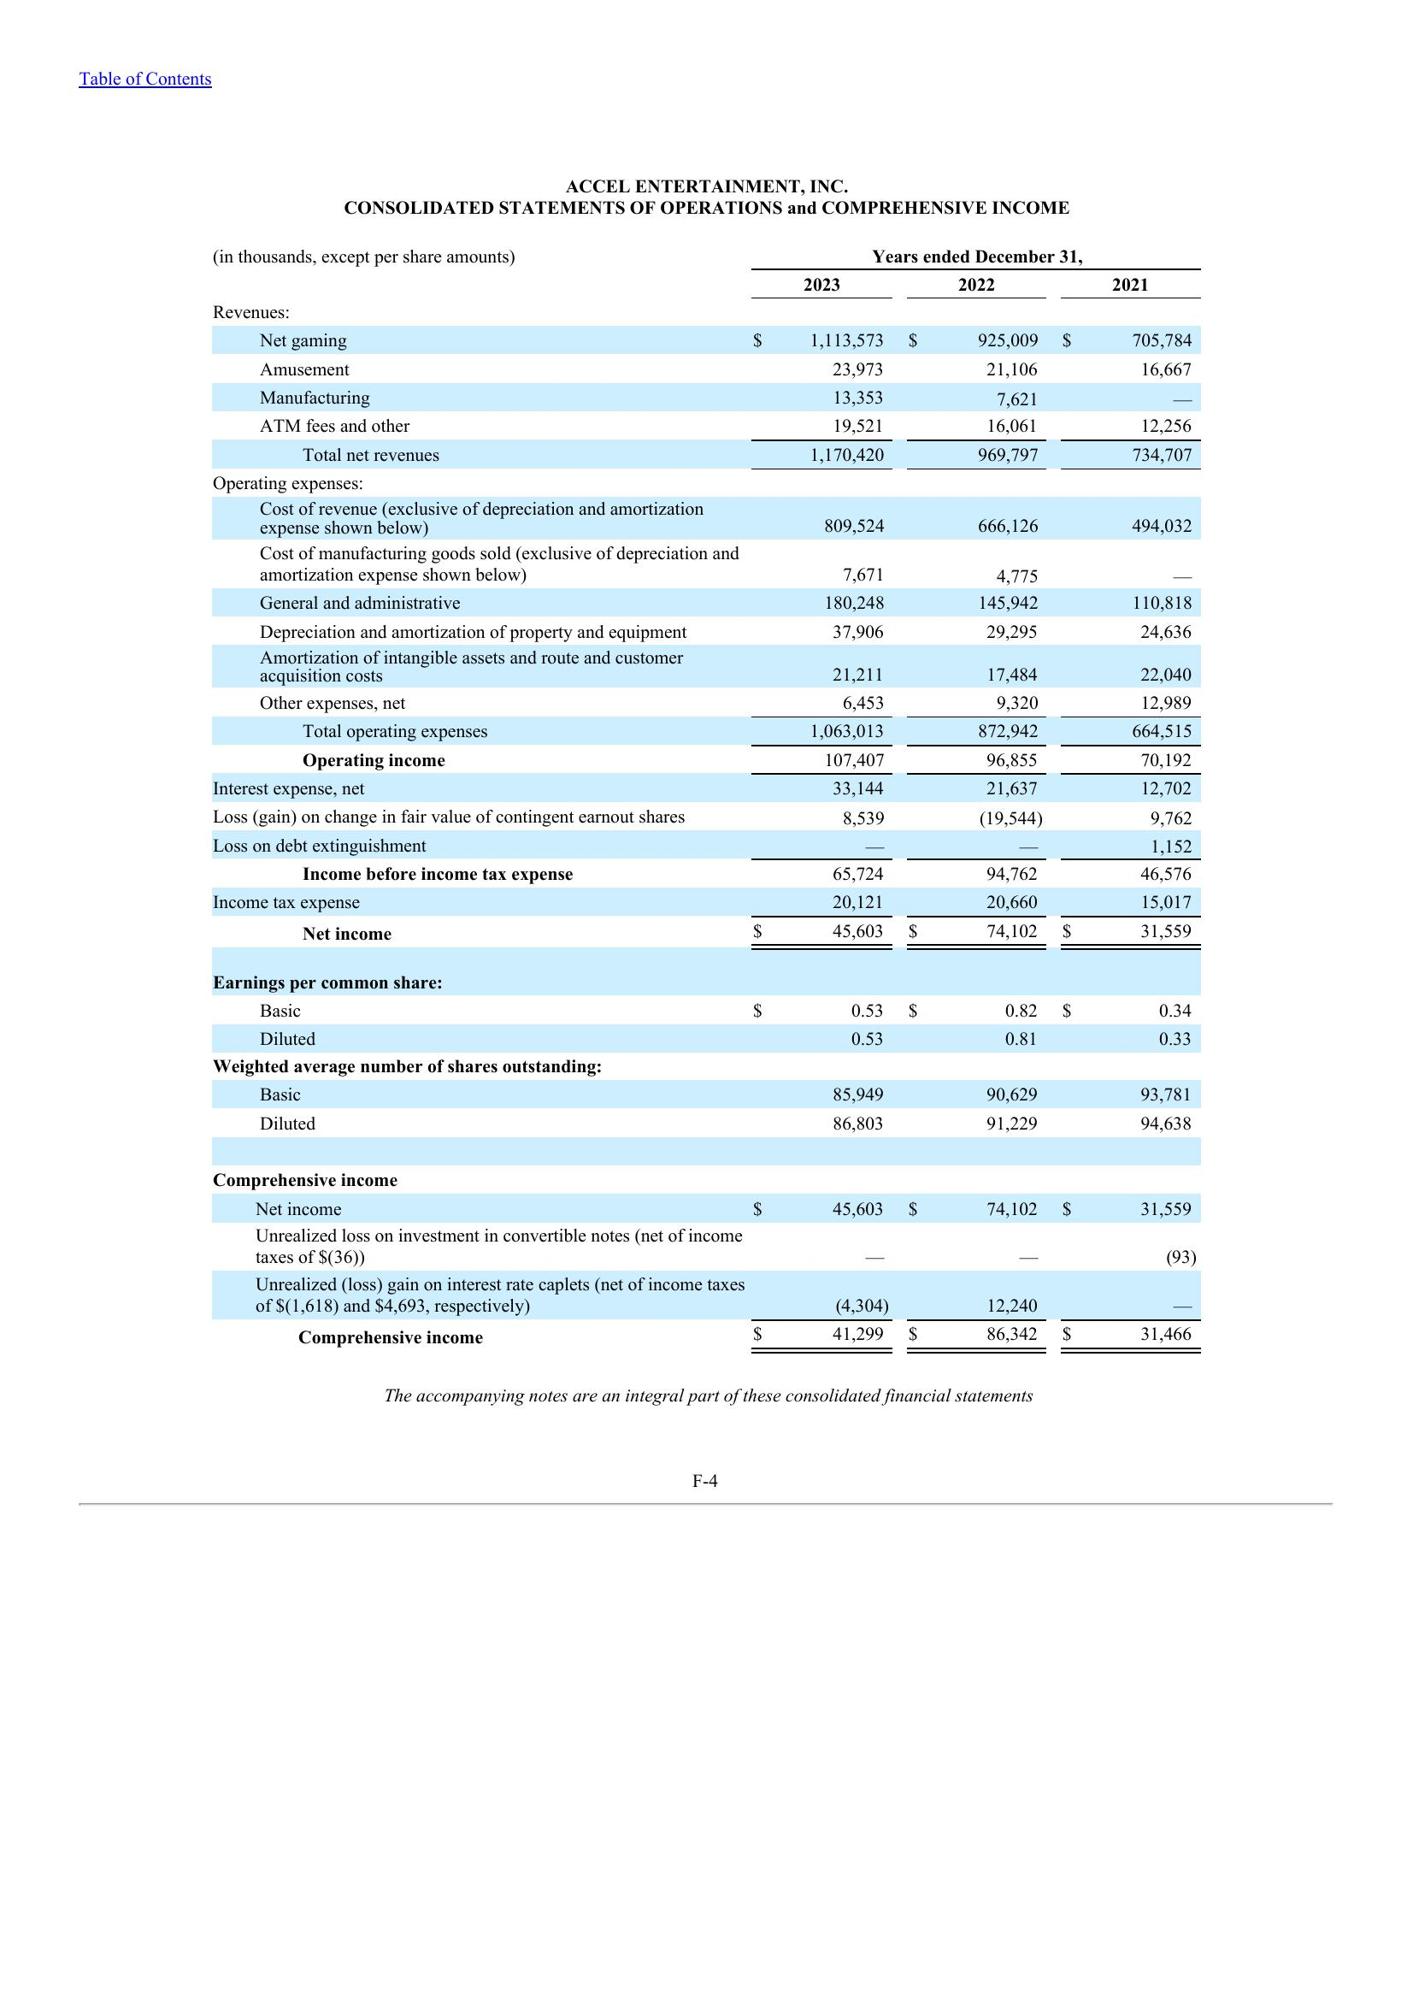 Table of Contents
ACCEL ENTERTAINMENT, INC.
CONSOLIDATED STATEMENTS OF OPERATIONS and COMPREHENSIVE INCOME
(in thousands, except per share amounts) Years ended December 31,
2023 2022 2021
Revenues:
Net gaming $ 1,113,573 $ 925,009 $ 705,784
Amusement 23,973 21,106 16,667
Manufacturing 13,353 7,621 —
ATM fees and other 19,521 16,061 12,256
Total net revenues 1,170,420 969,797 734,707
Operating expenses:
Cost of revenue (exclusive of depreciation and amortization
expense shown below) 809,524 666,126 494,032
Cost of manufacturing goods sold (exclusive of depreciation and
amortization expense shown below) 7,671 4,775 —
General and administrative 180,248 145,942 110,818
Depreciation and amortization of property and equipment 37,906 29,295 24,636
Amortization of intangible assets and route and customer
acquisition costs 21,211 17,484 22,040
Other expenses, net 6,453 9,320 12,989
Total operating expenses 1,063,013 872,942 664,515
Operating income 107,407 96,855 70,192
Interest expense, net 33,144 21,637 12,702
Loss (gain) on change in fair value of contingent earnout shares 8,539 (19,544) 9,762
Loss on debt extinguishment — — 1,152
Income before income tax expense 65,724 94,762 46,576
Income tax expense 20,121 20,660 15,017
Net income $ 45,603 $ 74,102 $ 31,559
Earnings per common share:
Basic $ 0.53 $ 0.82 $ 0.34
Diluted 0.53 0.81 0.33
Weighted average number of shares outstanding:
Basic 85,949 90,629 93,781
Diluted 86,803 91,229 94,638
Comprehensive income
Net income $ 45,603 $ 74,102 $ 31,559
Unrealized loss on investment in convertible notes (net of income
taxes of $(36)) — — (93)
Unrealized (loss) gain on interest rate caplets (net of income taxes
of $(1,618) and $4,693, respectively) (4,304) 12,240 —
Comprehensive income $ 41,299 $ 86,342 $ 31,466
The accompanying notes are an integral part of these consolidated financial statements
F-4